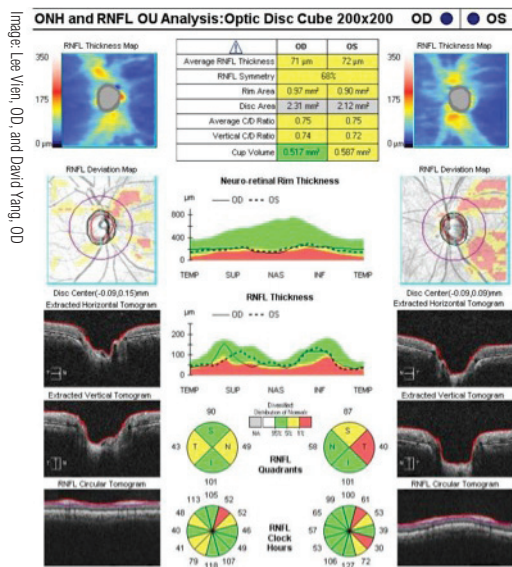 ONH and RNFL OU Analysis:Optic Disc Cube 200x200 OD OS
Image: Lee Vien, OD, and David Yang, OD
RNFL Thickness Map
350
175
0 µm
OD OS
Average RNFL Thickness 71 µm 72 µm
RNFL Symmetry 68%
Rim Area 0.97 mm² 0.90 mm²
Disc Area 2.31 mm² 2.12 mm²
Average C/D Ratio 0.75 0.75
Vertical C/D Ratio 0.74 0.72
Cup Volume 0.517 mm³ 0.587 mm³
RNFL Thickness Map
350
175
0 µm
RNFL Deviation Map
Disc Center(-0.09,0.15)mm
Neuro-retinal Rim Thickness
µm
OD OS
800
400
0
TEMP SUP NAS INF TEMP
RNFL Deviation Map
Disc Center(-0.09,0.09)mm
Extracted Horizontal Tomogram
RNFL Thickness
µm
OD OS
200
100
0
TEMP SUP NAS INF TEMP
Extracted Horizontal Tomogram
Extracted Vertical Tomogram
Diversified:
Distribution of Normals
NA 95% 5% 1%
90
S
43 T N 49
I
101
RNFL
Quadrants
87
S
58 N T 40
I
101
Extracted Vertical Tomogram
RNFL Circular Tomogram
105
113 52
48 52
40 46
41 49
79 107
118
RNFL
Clock
Hours
100
99 61
65 53
57 39
53 30
106 72
127
RNFL Circular Tomogram